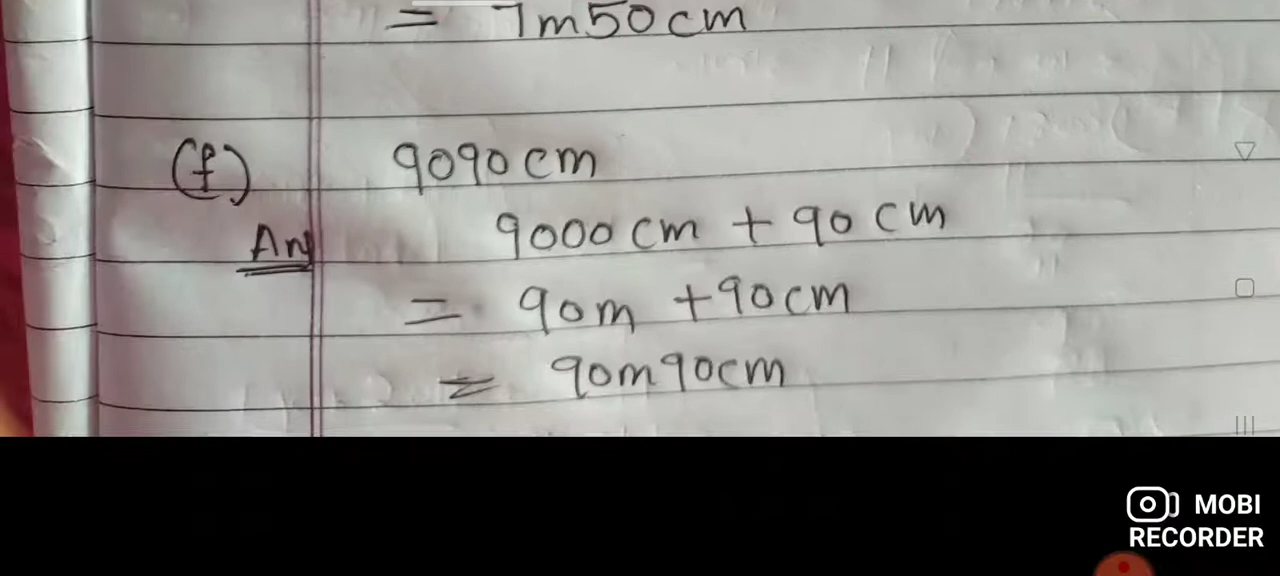 = 7m50cm
(f) 9090cm
Ans 9000cm + 90cm
= 90m + 90cm
= 90m90cm
MOBI
RECORDER